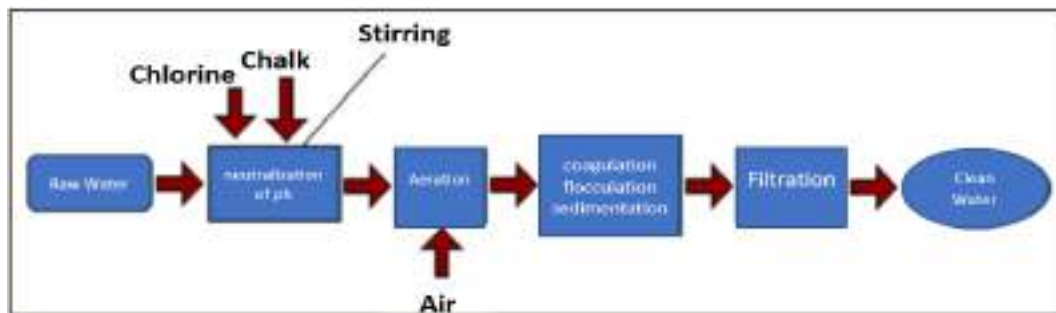 Stirring
Chalk
Chlorine
Raw Water
neutralization
of ph
Aeration
coagulation
flocculation
sedimentation
Filtration
Clean
Water
Air